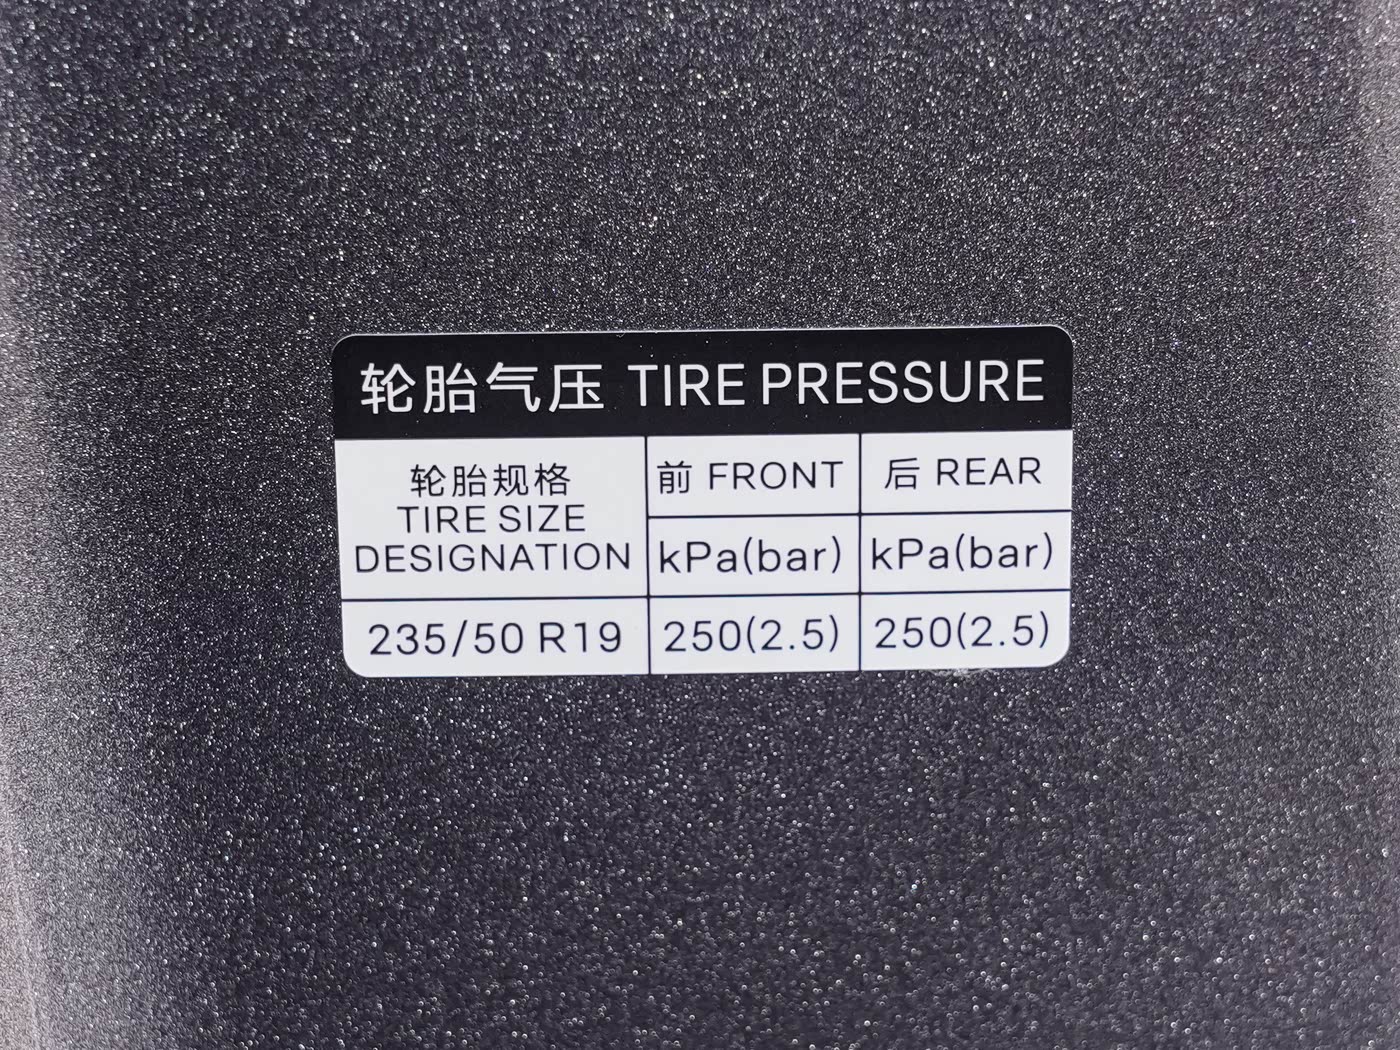 轮胎气压 TIRE PRESSURE
轮胎规格
TIRE SIZE
DESIGNATION
前 FRONT
后 REAR
kPa(bar)
kPa(bar)
235/50 R19
250(2.5)
250(2.5)